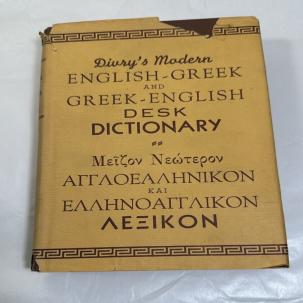 Divry's Modern
ENGLISH-GREEK
AND
GREEK-ENGLISH
DESK
DICTIONARY
Μεῖζον Νεώτερον
ΑΓΓΛΟΕΛΛΗΝΙΚΟΝ
ΚΑΙ
ΕΛΛΗΝΟΑΓΓΛΙΚΟΝ
ΛΕΞΙΚΟΝ